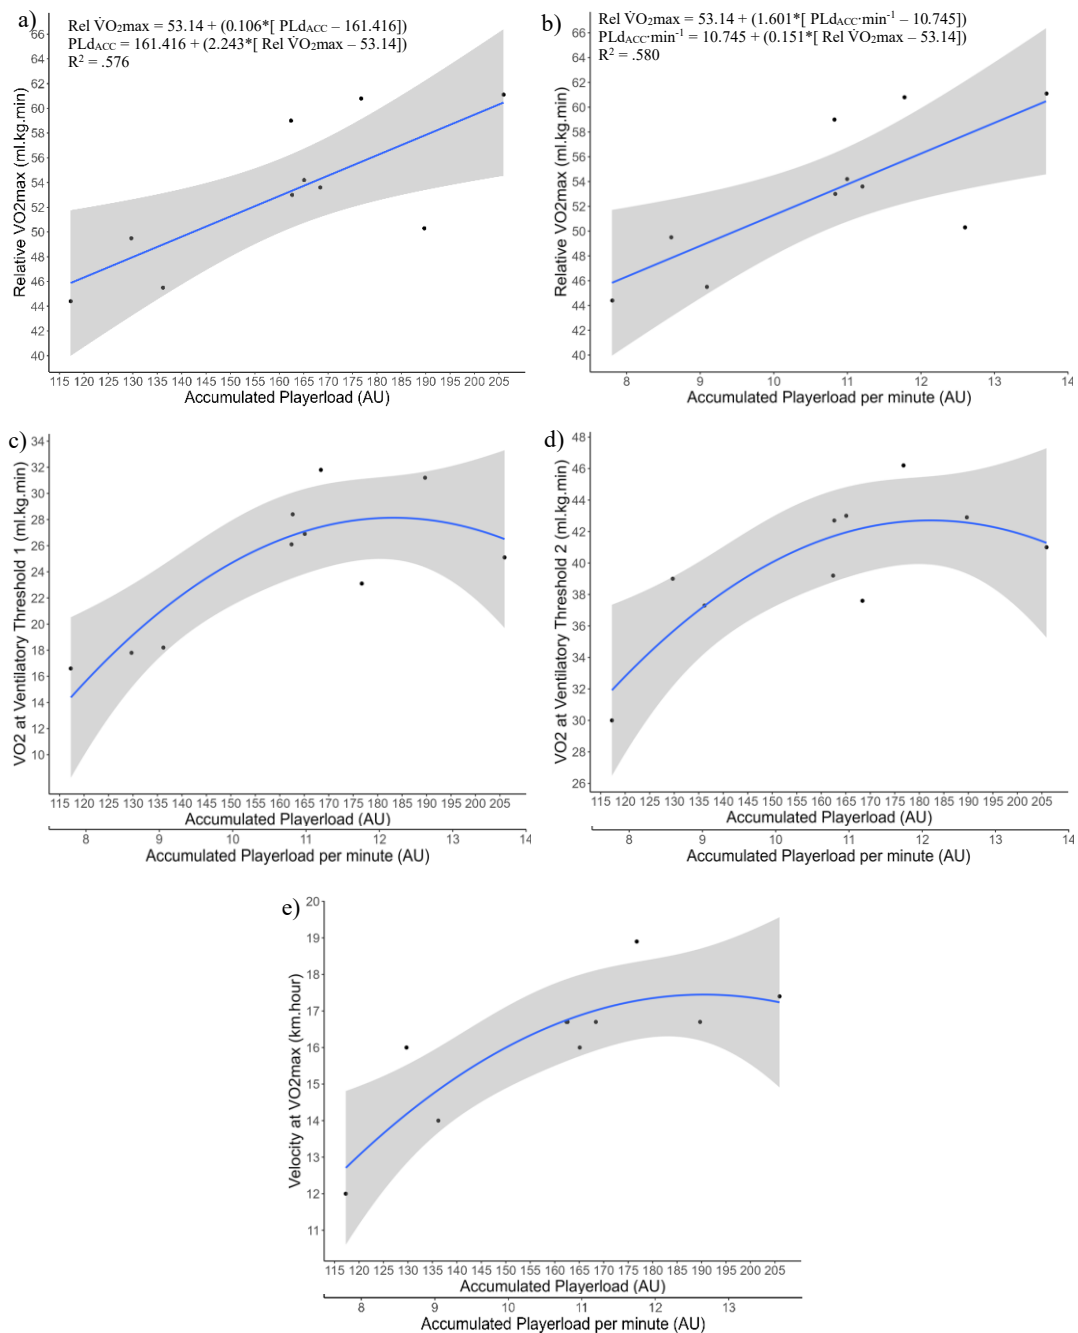 a)
Rel V̇O2max = 53.14 + (0.106*[ PLdACC – 161.416])
PLdACC = 161.416 + (2.243*[ Rel V̇O2max – 53.14])
R2 = .576
Relative VO2max (ml.kg.min)
66
64
62
60
58
56
54
52
50
48
46
44
42
40
115 120 125 130 135 140 145 150 155 160 165 170 175 180 185 190 195 200 205
Accumulated Playerload (AU)
b)
Rel V̇O2max = 53.14 + (1.601*[ PLdACC·min-1 – 10.745])
PLdACC·min-1 = 10.745 + (0.151*[ Rel V̇O2max – 53.14])
R2 = .580
Relative VO2max (ml.kg.min)
66
64
62
60
58
56
54
52
50
48
46
44
42
40
8 9 10 11 12 13 14
Accumulated Playerload per minute (AU)
c)
VO2 at Ventilatory Threshold 1 (ml.kg.min)
34
32
30
28
26
24
22
20
18
16
14
12
10
115 120 125 130 135 140 145 150 155 160 165 170 175 180 185 190 195 200 205
Accumulated Playerload (AU)
8 9 10 11 12 13 14
Accumulated Playerload per minute (AU)
d)
VO2 at Ventilatory Threshold 2 (ml.kg.min)
48
46
44
42
40
38
36
34
32
30
28
26
115 120 125 130 135 140 145 150 155 160 165 170 175 180 185 190 195 200 205
Accumulated Playerload (AU)
8 9 10 11 12 13 14
Accumulated Playerload per minute (AU)
e)
Velocity at VO2max (km.hour)
20
19
18
17
16
15
14
13
12
11
115 120 125 130 135 140 145 150 155 160 165 170 175 180 185 190 195 200 205
Accumulated Playerload (AU)
8 9 10 11 12 13
Accumulated Playerload per minute (AU)